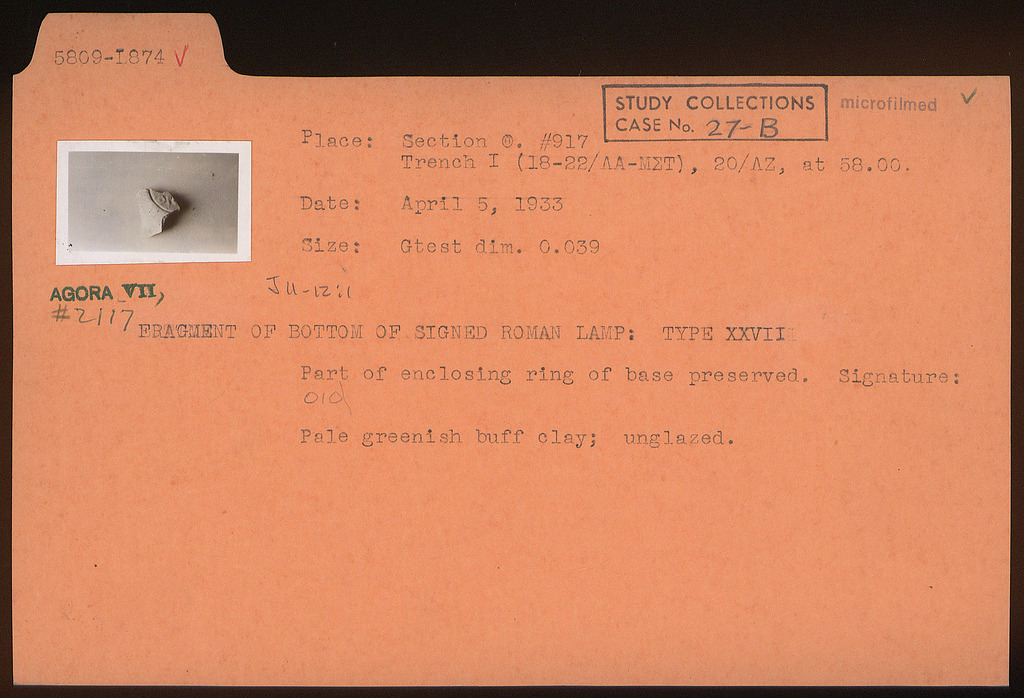 5809-L874 ✓
STUDY COLLECTIONS
CASE No. 27-B
microfilmed ✓
Place: Section Θ. #917
Trench I (18-22/ΛΑ-ΜΣΤ), 20/ΛΖ, at 58.00.
Date: April 5, 1933
Size: Gtest dim. 0.039
AGORA VII,
#2117
FRAGMENT OF BOTTOM OF SIGNED ROMAN LAMP: TYPE XXVII
Part of enclosing ring of base preserved. Signature:
Pale greenish buff clay; unglazed.